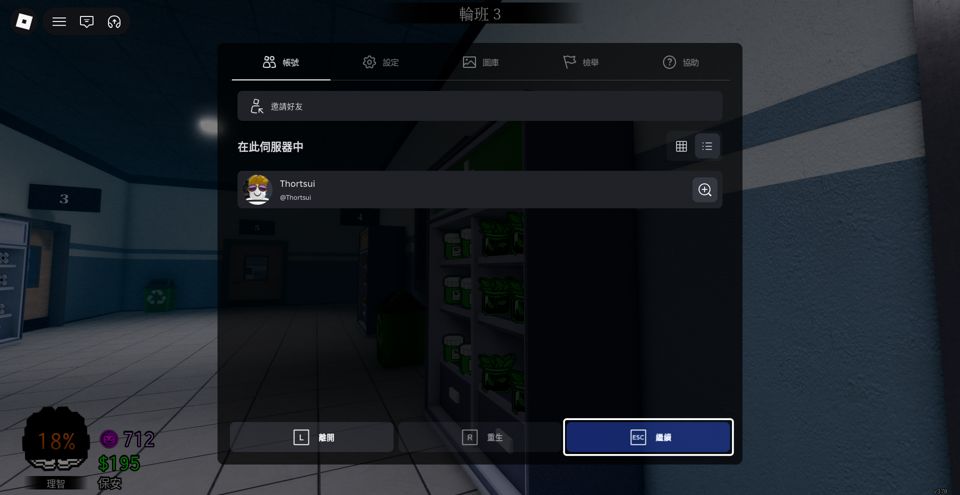 輪班 3
帳號
設定
圖庫
檢舉
協助
邀請好友
在此伺服器中
Thortsui
@Thortsui
3
5
4
L 離開
R 重生
ESC 繼續
18%
712
$195
理智
保安